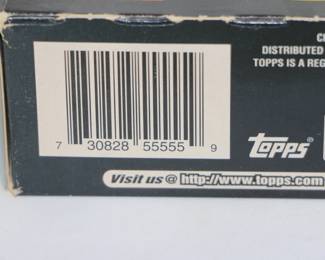 DISTRIBUTED
TOPPS IS A REG
7 30828 55555 9
TOPPS®
Visit us @ http://www.topps.com